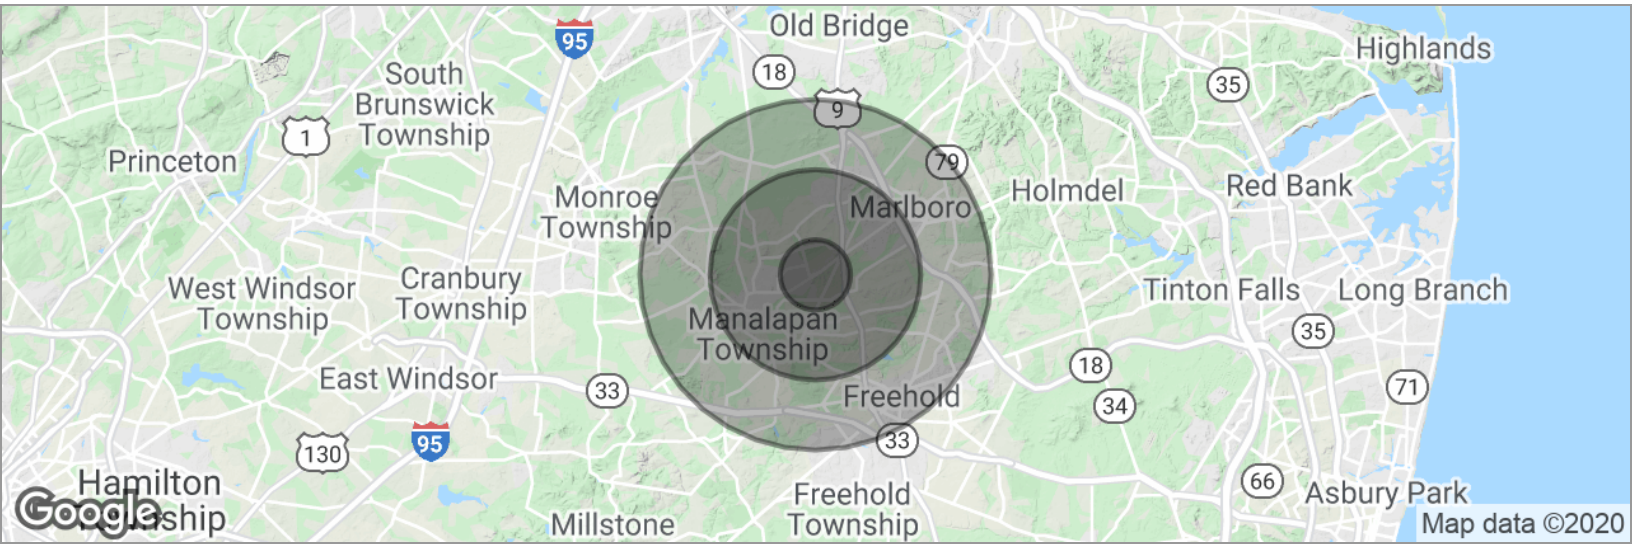 Old Bridge
95
Highlands
18
South
Brunswick
Township
35
9
1
Princeton
79
Monroe
Township
Marlboro
Holmdel
Red Bank
West Windsor
Township
Cranbury
Township
Tinton Falls
Long Branch
Manalapan
Township
35
18
East Windsor
33
Freehold
71
34
95
33
130
66
Hamilton
Township
Google
Freehold
Township
Asbury Park
Millstone
Map data ©2020